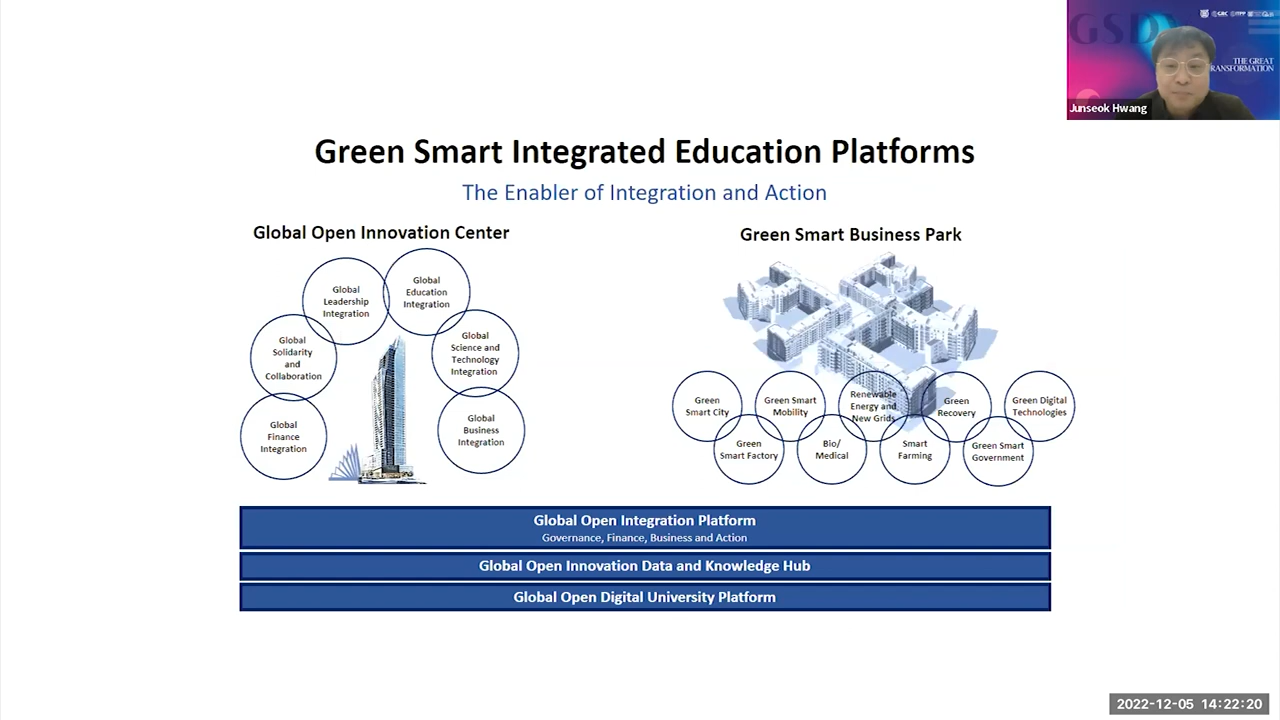 GSD
THE GREAT
TRANSFORMATION
Junseok Hwang
Green Smart Integrated Education Platforms
The Enabler of Integration and Action
Global Open Innovation Center
Global
Leadership
Integration
Global
Education
Integration
Global
Solidarity
and
Collaboration
Global
Science and
Technology
Integration
Global
Finance
Integration
Global
Business
Integration
Green Smart Business Park
Green
Smart City
Green Smart
Mobility
Renewable
Energy and
New Grids
Green
Recovery
Green Digital
Technologies
Green
Smart Factory
Bio/
Medical
Smart
Farming
Green Smart
Government
Global Open Integration Platform
Governance, Finance, Business and Action
Global Open Innovation Data and Knowledge Hub
Global Open Digital University Platform
2022-12-05 14:22:20